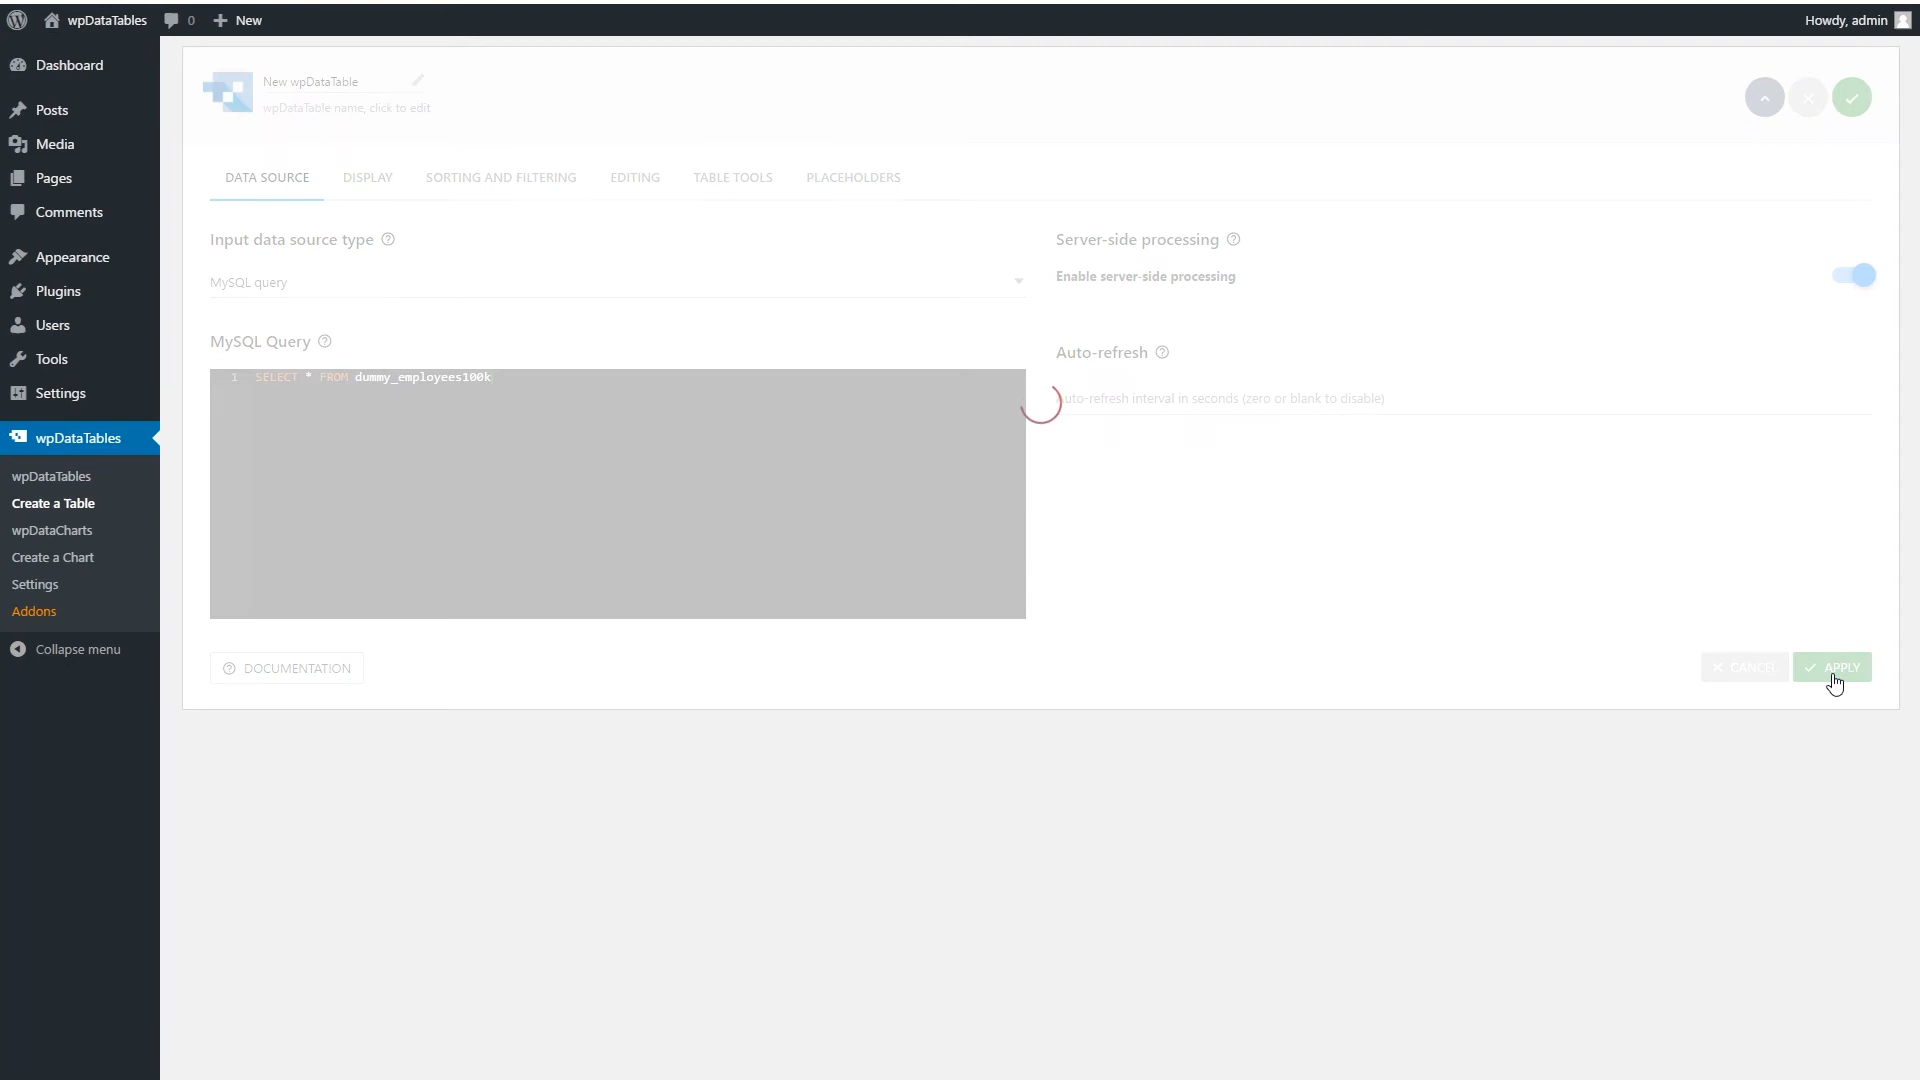 wpDataTables 0 New Howdy, admin
Dashboard
Posts
Media
Pages
Comments
Appearance
Plugins
Users
Tools
Settings
wpDataTables
wpDataTables
Create a Table
wpDataCharts
Create a Chart
Settings
Addons
Collapse menu
New wpDataTable
wpDataTable name, click to edit
DATA SOURCE DISPLAY SORTING AND FILTERING EDITING TABLE TOOLS PLACEHOLDERS
Input data source type
MySQL query
MySQL Query
1 SELECT * FROM dummy_employees100k
Server-side processing
Enable server-side processing
Auto-refresh
Auto-refresh interval in seconds (zero or blank to disable)
DOCUMENTATION
CANCEL APPLY